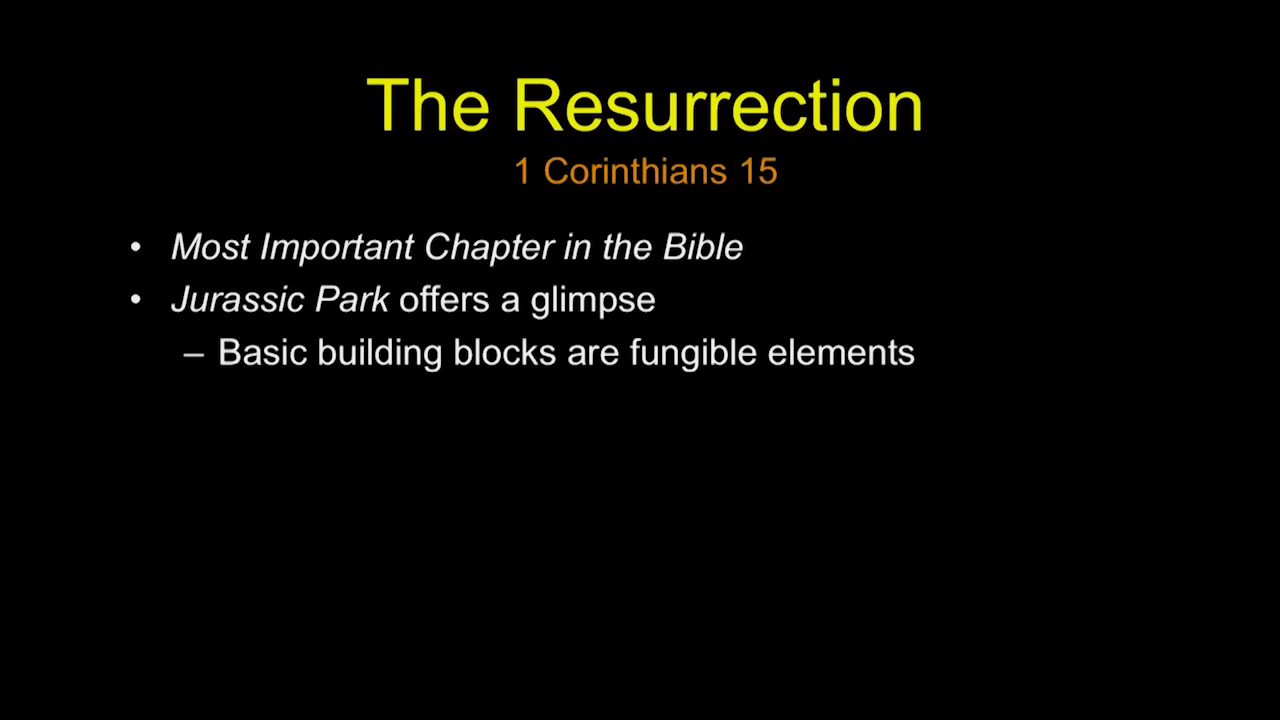 The Resurrection
1 Corinthians 15
• Most Important Chapter in the Bible
• Jurassic Park offers a glimpse
– Basic building blocks are fungible elements